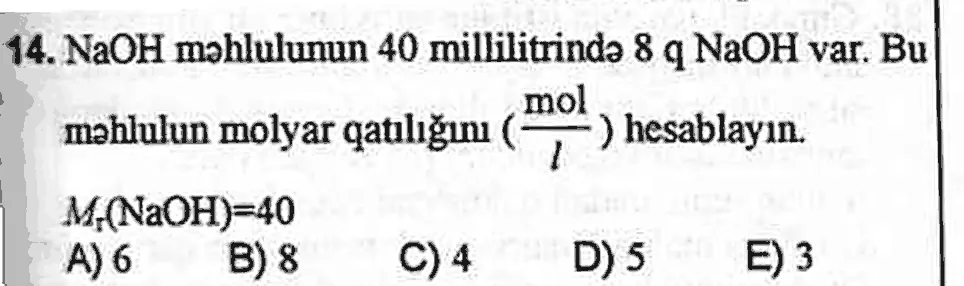 14. NaOH məhlulunun 40 millilitrində 8 q NaOH var. Bu
məhlulun molyar qatılığını (mol/l) hesablayın.
Mᵣ(NaOH)=40
A) 6 B) 8 C) 4 D) 5 E) 3